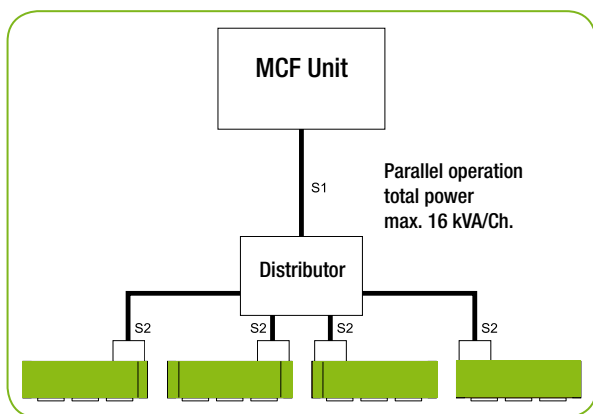 MCF Unit
S1
Parallel operation
total power
max. 16 kVA/Ch.
Distributor
S2
S2
S2
S2